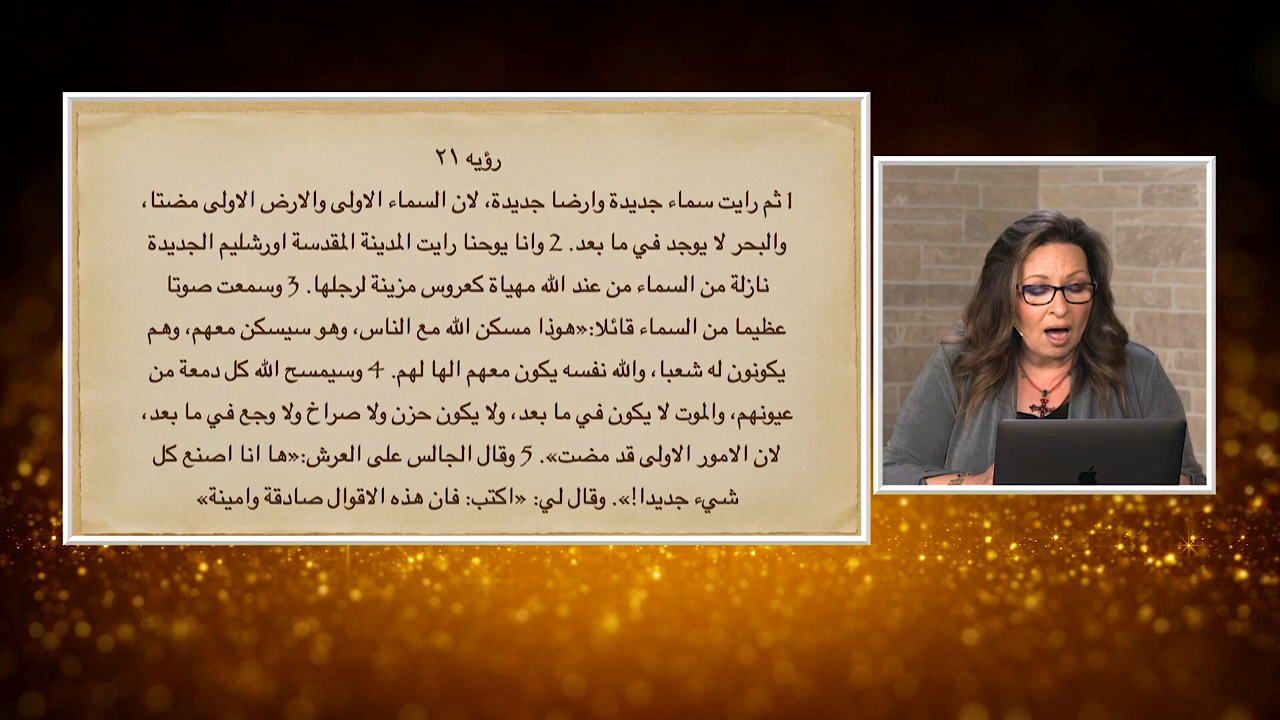 رؤيه ٢١
1 ثم رايت سماء جديدة وارضا جديدة، لان السماء الاولى والارض الاولى مضتا،
والبحر لا يوجد في ما بعد. 2 وانا يوحنا رايت المدينة المقدسة اورشليم الجديدة
نازلة من السماء من عند الله مهياة كعروس مزينة لرجلها. 3 وسمعت صوتا
عظيما من السماء قائلا:«هوذا مسكن الله مع الناس، وهو سيسكن معهم، وهم
يكونون له شعبا، والله نفسه يكون معهم الها لهم. 4 وسيمسح الله كل دمعة من
عيونهم، والموت لا يكون في ما بعد، ولا يكون حزن ولا صراخ ولا وجع في ما بعد،
لان الامور الاولى قد مضت». 5 وقال الجالس على العرش:«ها انا اصنع كل
شيء جديدا!». وقال لي: «اكتب: فان هذه الاقوال صادقة وامينة»